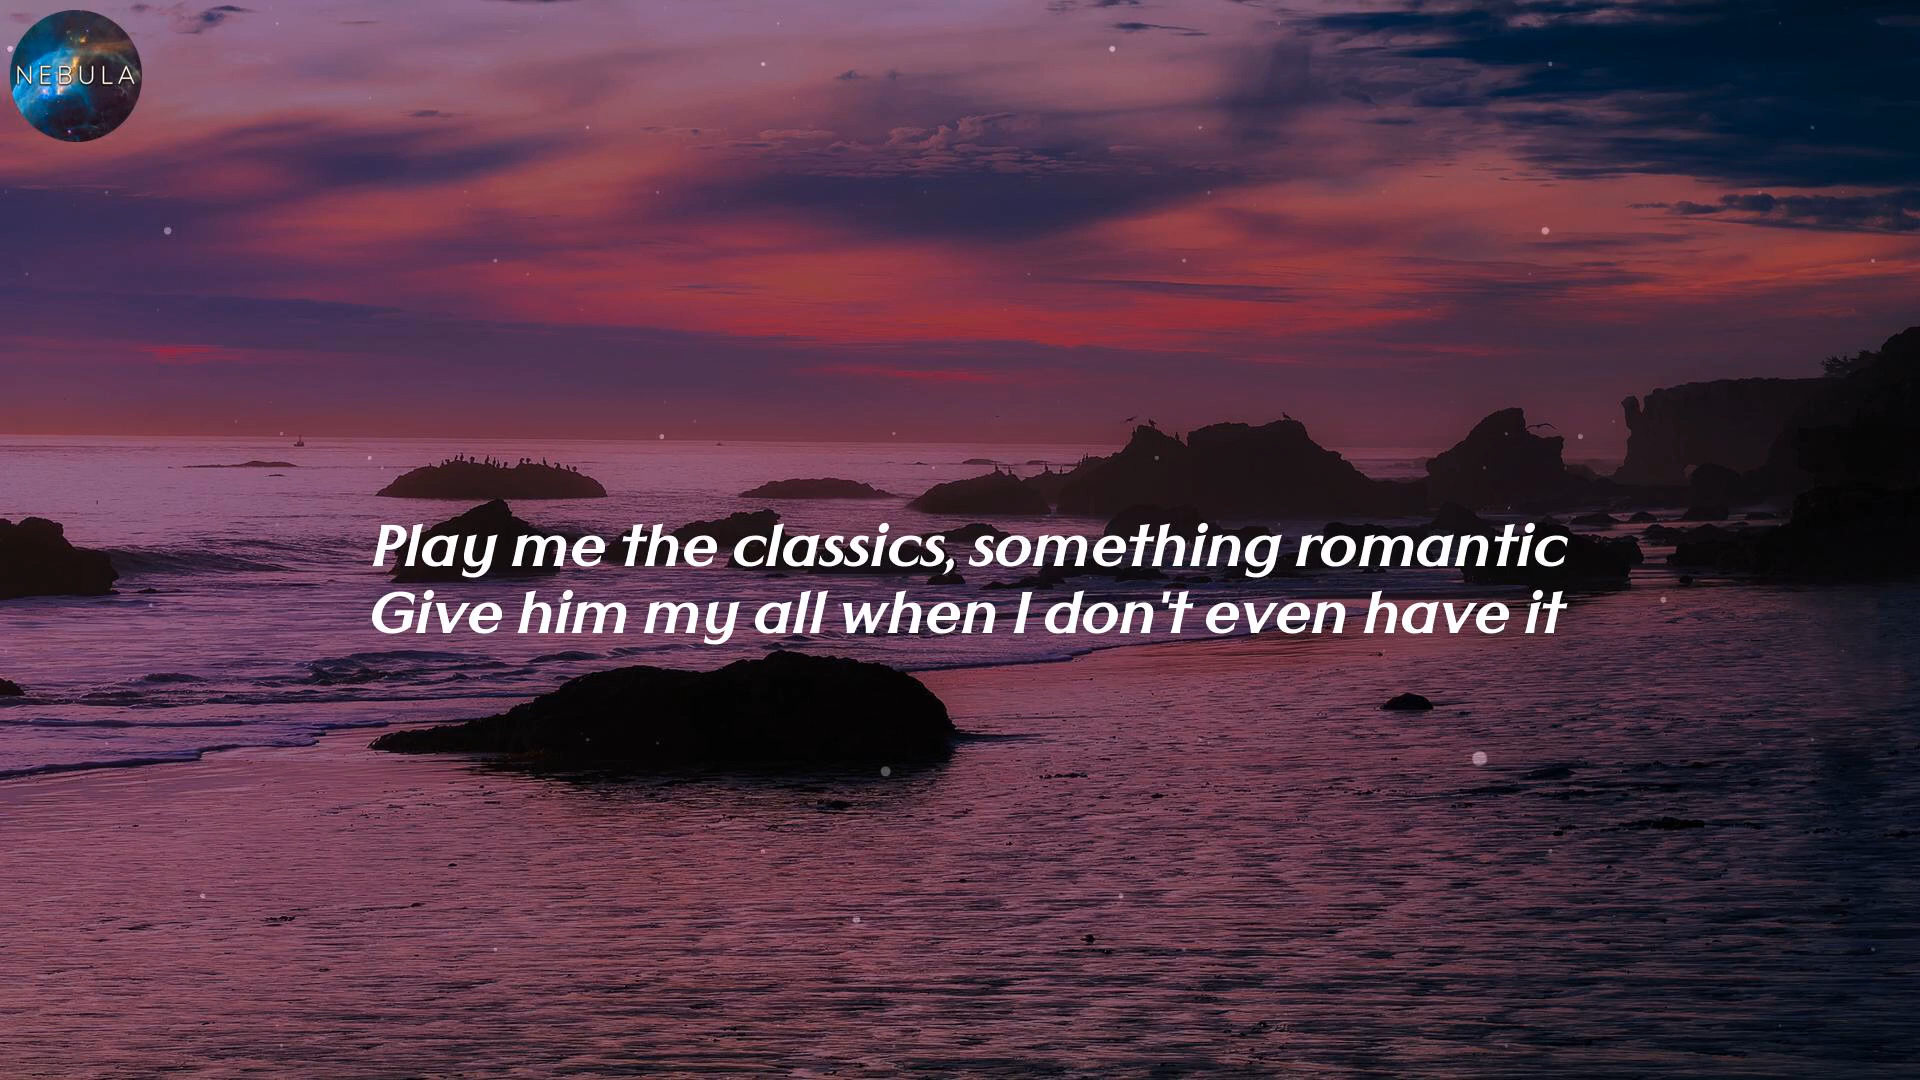 NEBULA
Play me the classics, something romantic
Give him my all when I don't even have it